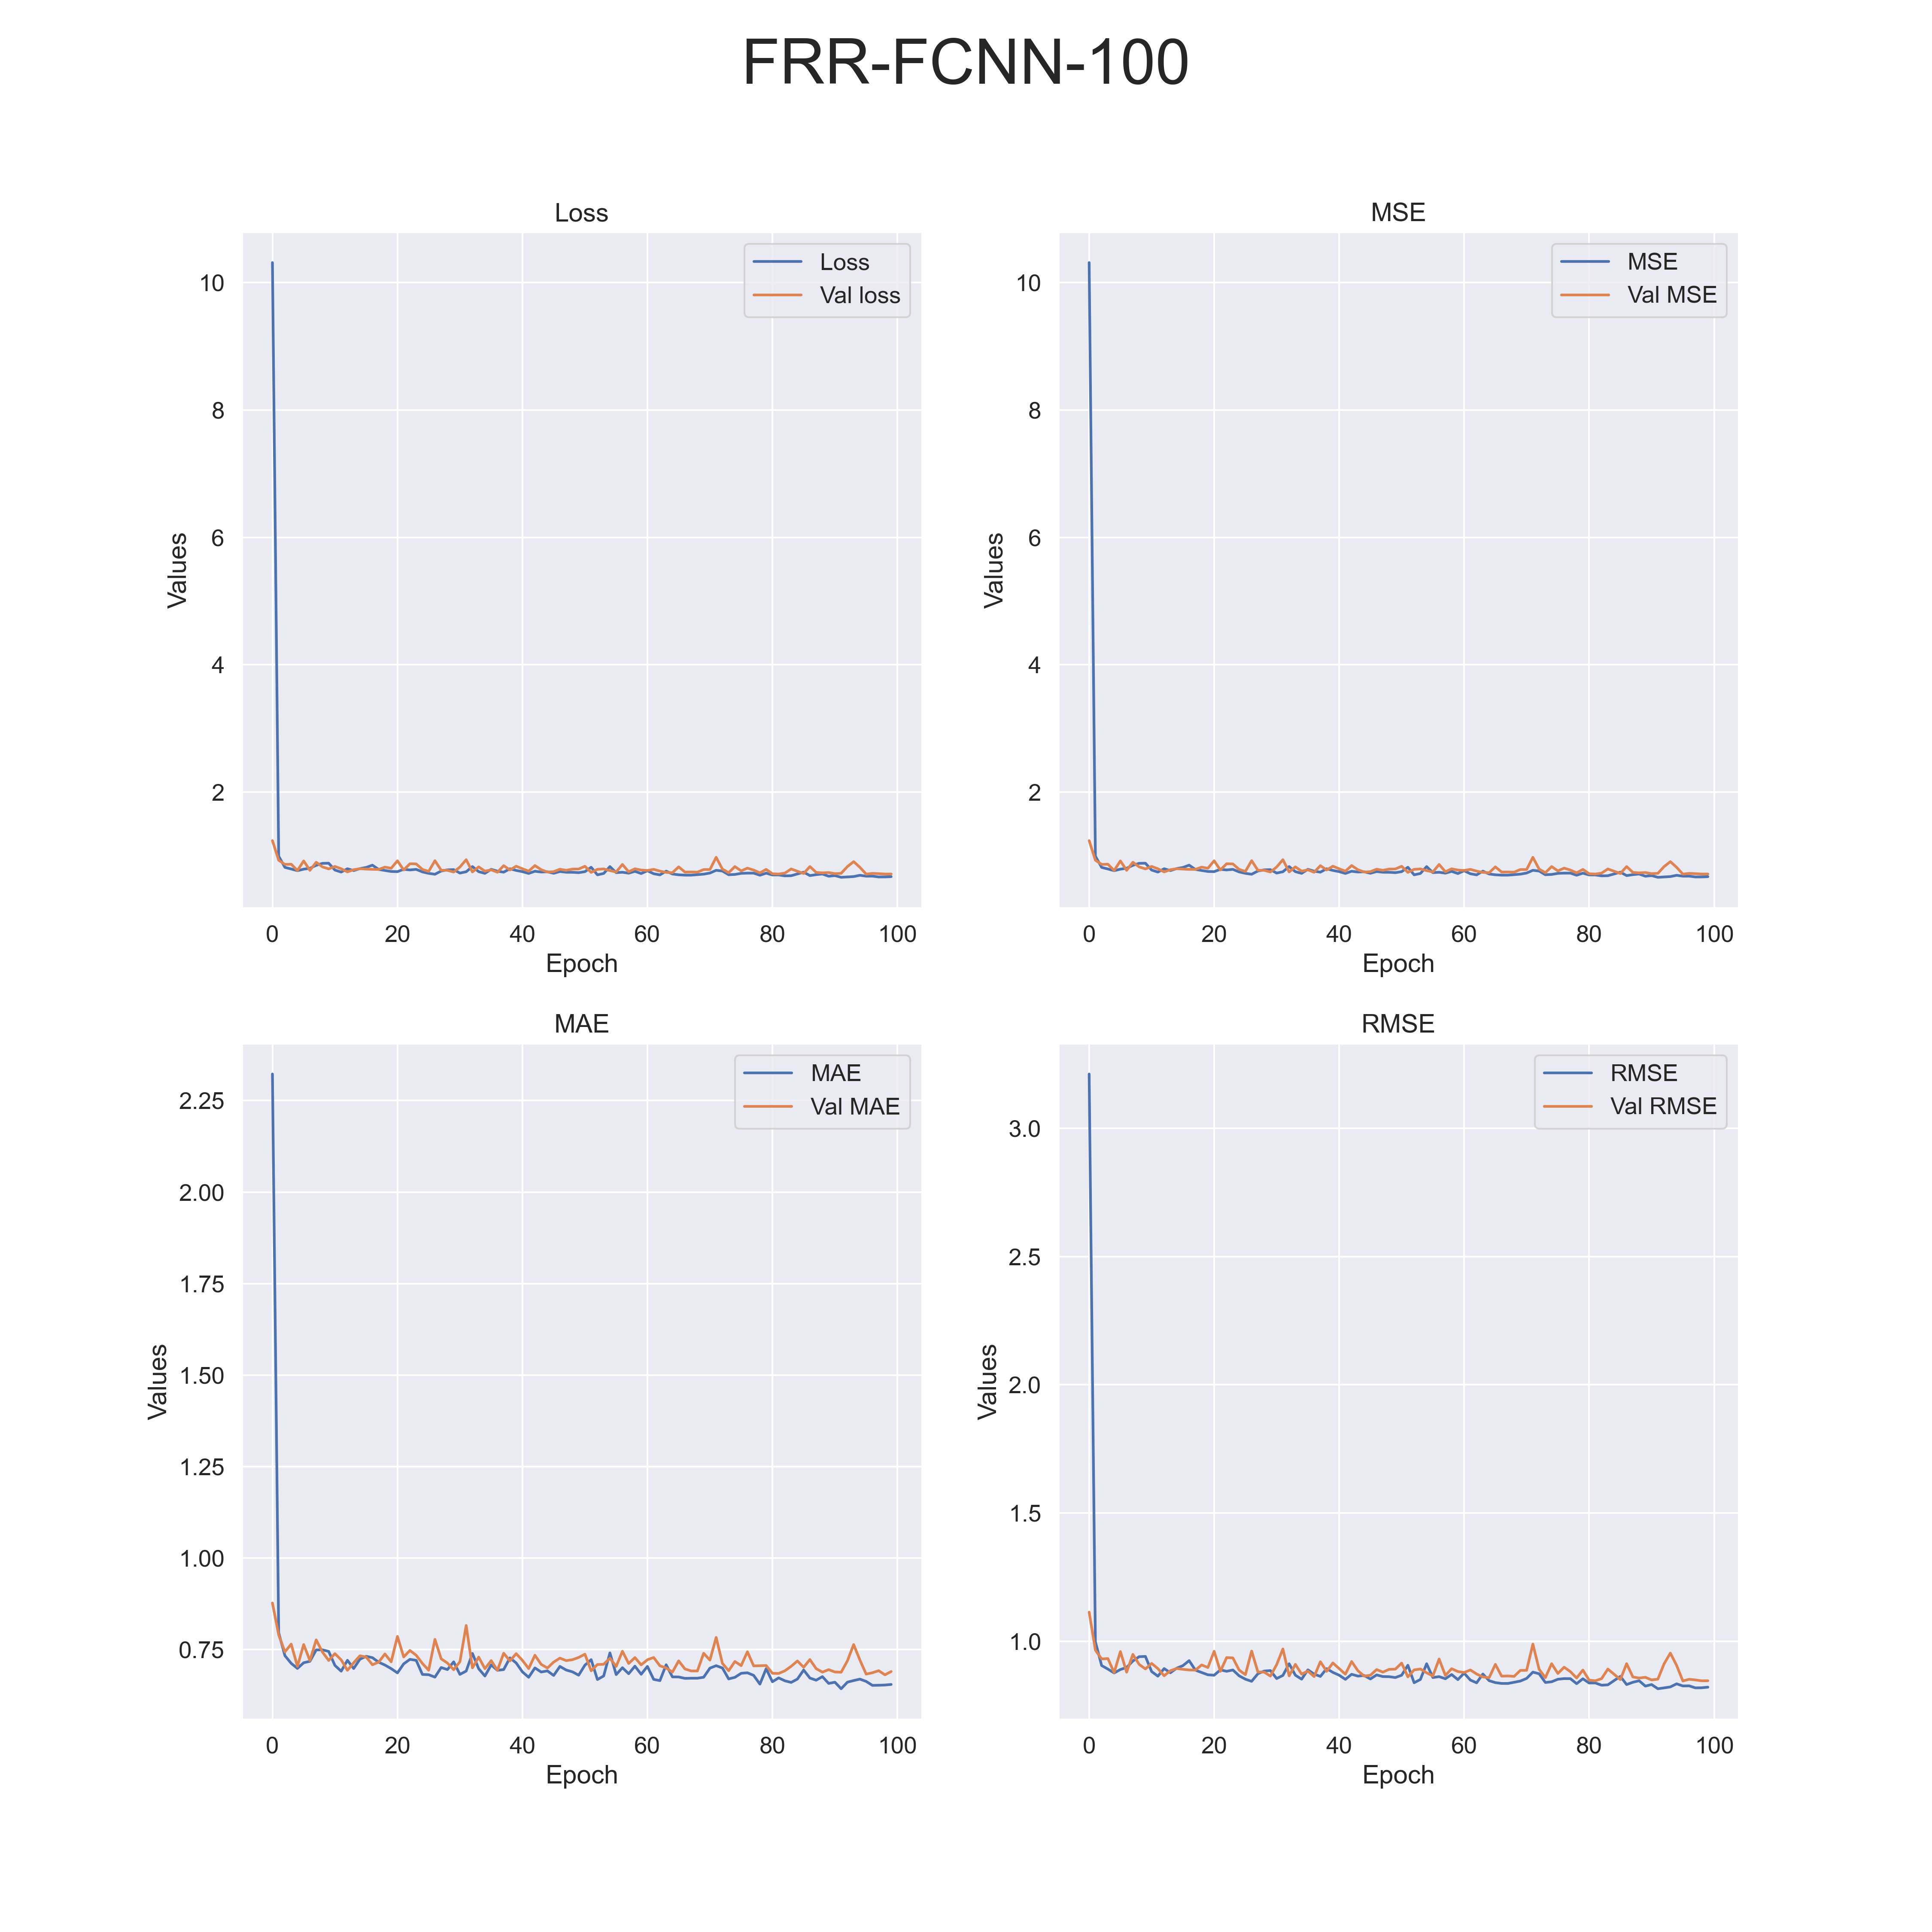 FRR-FCNN-100
Loss
Loss
Val loss
10
8
6
4
2
Values
0 20 40 60 80 100
Epoch
MSE
MSE
Val MSE
10
8
6
4
2
Values
0 20 40 60 80 100
Epoch
MAE
MAE
Val MAE
2.25
2.00
1.75
1.50
1.25
1.00
0.75
Values
0 20 40 60 80 100
Epoch
RMSE
RMSE
Val RMSE
3.0
2.5
2.0
1.5
1.0
Values
0 20 40 60 80 100
Epoch